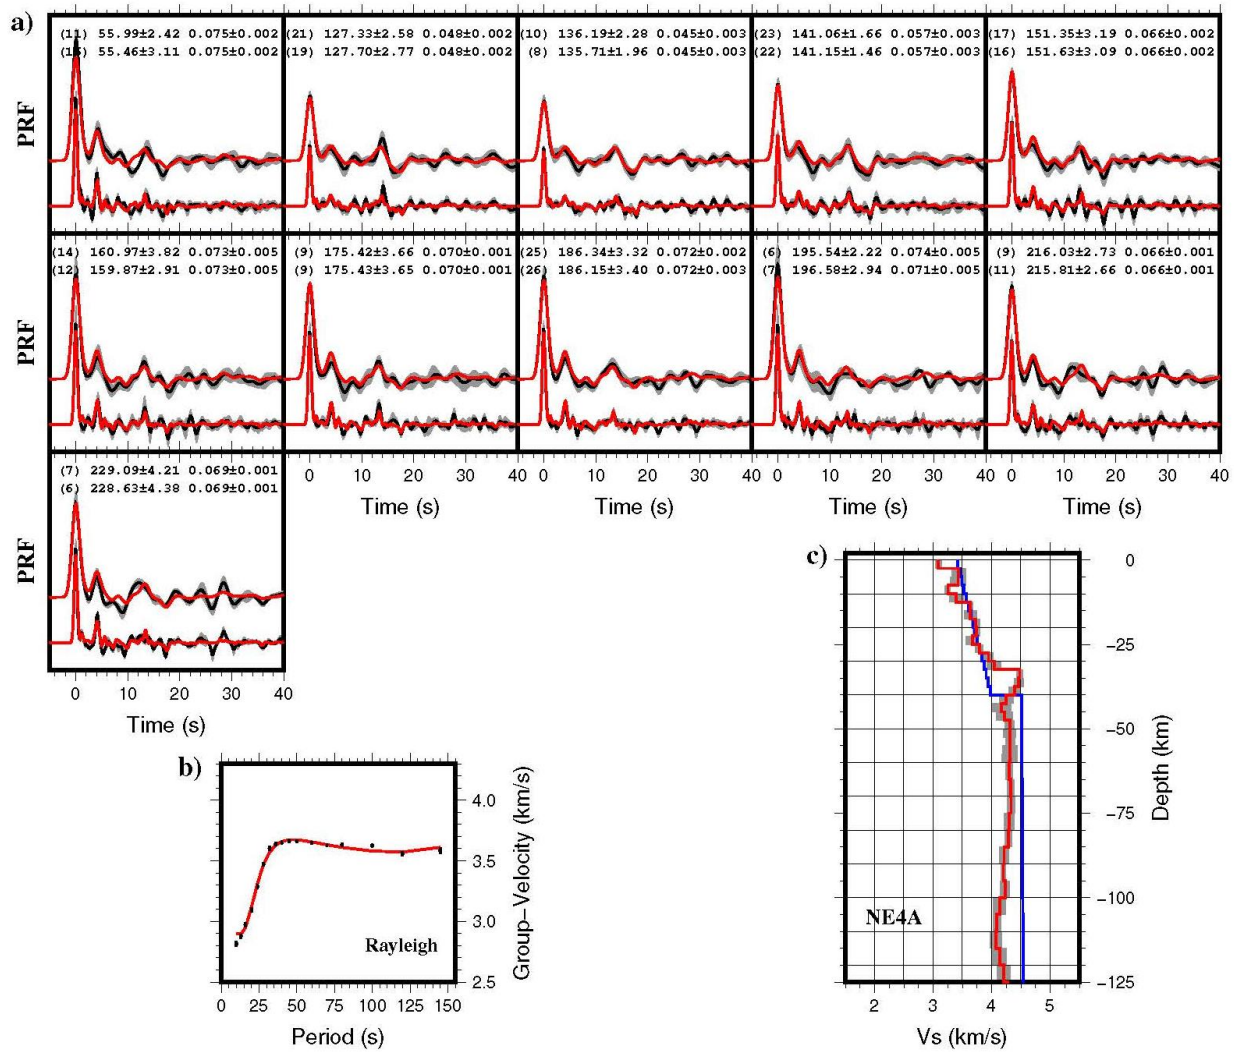 a)
(11) 55.99±2.42 0.075±0.002
(13) 55.46±3.11 0.075±0.002
(21) 127.33±2.58 0.048±0.002
(19) 127.70±2.77 0.048±0.002
(10) 136.19±2.28 0.045±0.003
(8) 135.71±1.96 0.045±0.003
(23) 141.06±1.66 0.057±0.003
(22) 141.15±1.46 0.057±0.003
(17) 151.35±3.19 0.066±0.002
(16) 151.63±3.09 0.066±0.002
PRF
(14) 160.97±3.82 0.073±0.005
(12) 159.87±2.91 0.073±0.005
(9) 175.42±3.66 0.070±0.001
(9) 175.43±3.65 0.070±0.001
(25) 186.34±3.32 0.072±0.002
(26) 186.15±3.40 0.072±0.003
(6) 195.54±2.22 0.074±0.005
(7) 196.58±2.94 0.071±0.005
(9) 216.03±2.73 0.066±0.001
(11) 215.81±2.66 0.066±0.001
PRF
0 10 20 30 40
0 10 20 30 40
0 10 20 30 40
0 10 20 30 40
Time (s)
Time (s)
Time (s)
Time (s)
(7) 229.09±4.21 0.069±0.001
(6) 228.63±4.38 0.069±0.001
PRF
0 10 20 30 40
Time (s)
b)
4.0
3.5
3.0
2.5
Group-Velocity (km/s)
Rayleigh
0 25 50 75 100 125 150
Period (s)
c)
0
-25
-50
-75
-100
-125
Depth (km)
NE4A
2 3 4 5
Vs (km/s)